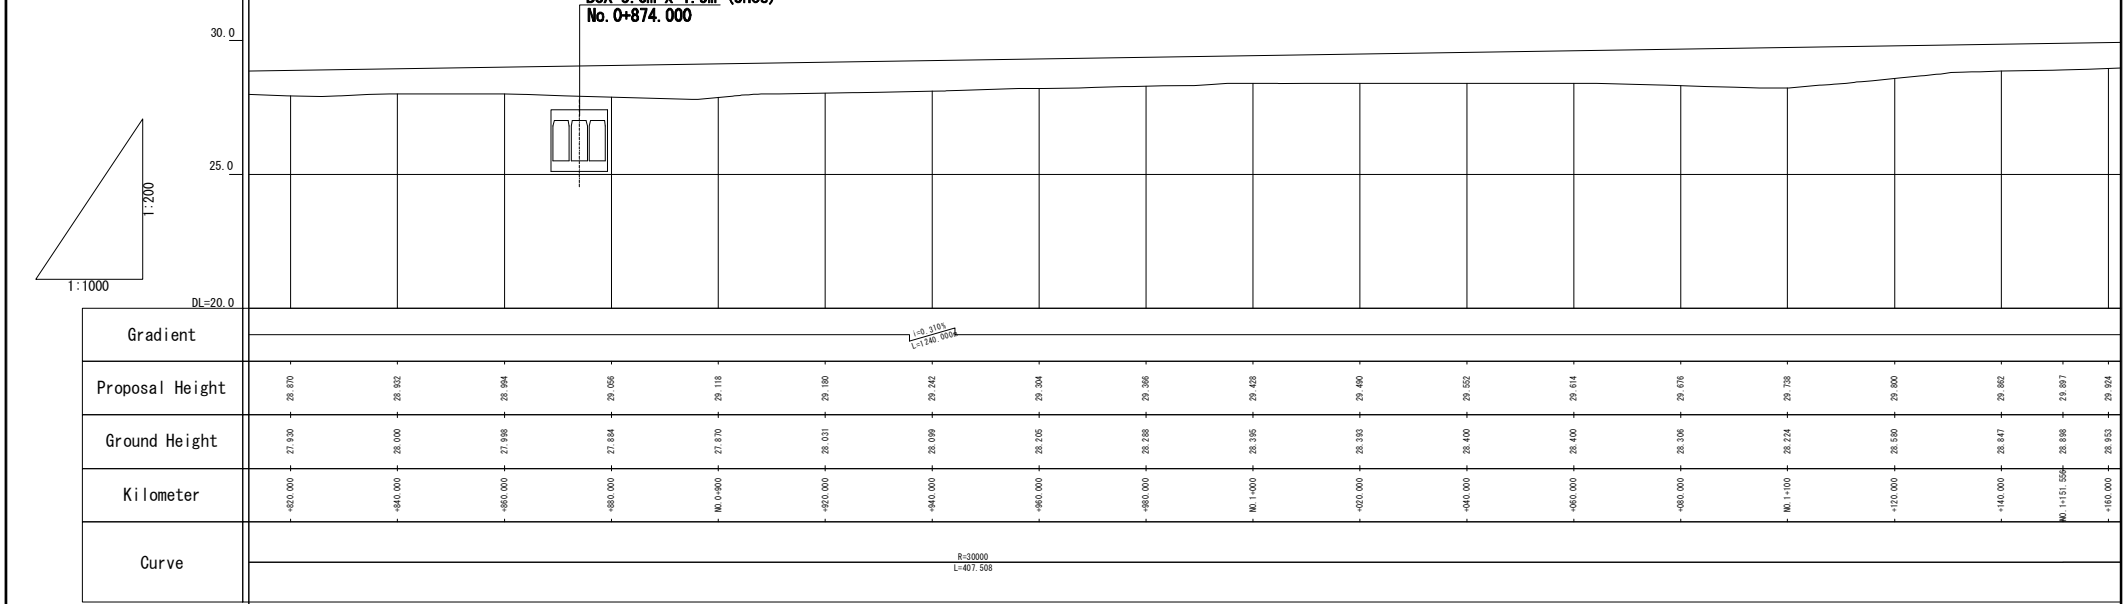 No. 0+874.000
30.0
25.0
1:200
1:1000
DL=20.0
Gradient
i=0.310%
L=1240.000m
Proposal Height
28.870 28.932 28.994 29.056 29.118 29.180 29.242 29.304 29.366 29.428 29.490 29.552 29.614 29.676 29.738 29.800 29.862 29.897 29.924
Ground Height
27.930 28.000 27.998 27.884 27.870 28.031 28.099 28.205 28.288 28.395 28.393 28.400 28.400 28.306 28.224 28.580 28.847 28.898 28.953
Kilometer
+820.000 +840.000 +860.000 +880.000 NO.0+900 +920.000 +940.000 +960.000 +980.000 NO.1+000 +020.000 +040.000 +060.000 +080.000 NO.1+100 +120.000 +140.000 NO.1+151.556 +160.000
Curve
R=30000
L=407.508